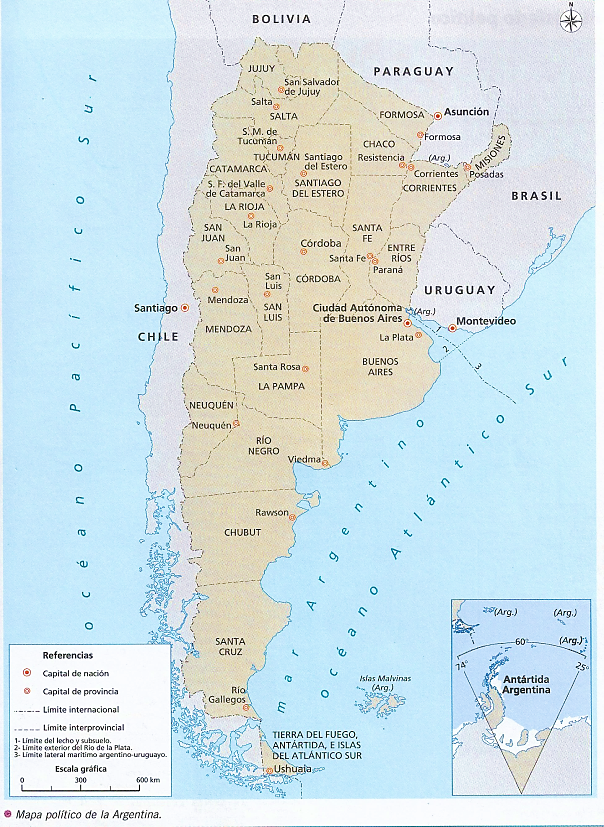 N
BOLIVIA
PARAGUAY
JUJUY
San Salvador
de Jujuy
Salta
SALTA
FORMOSA
Asunción
Formosa
S. M. de
Tucumán
TUCUMÁN
CHACO
Resistencia
(Arg.)
MISIONES
Posadas
Corrientes
CORRIENTES
CATAMARCA
Santiago
del Estero
SANTIAGO
DEL ESTERO
S. F. del Valle
de Catamarca
BRASIL
LA RIOJA
La Rioja
SAN
JUAN
San
Juan
Córdoba
CÓRDOBA
SANTA
FE
Santa Fe
ENTRE
RÍOS
Paraná
URUGUAY
San
Luis
SAN
LUIS
Mendoza
MENDOZA
Santiago
CHILE
Ciudad Autónoma
de Buenos Aires
(Arg.)
Montevideo
La Plata
1
2
3
BUENOS
AIRES
Santa Rosa
LA PAMPA
NEUQUÉN
Neuquén
RÍO
NEGRO
Viedma
Rawson
CHUBUT
océano Pacífico Sur
mar Argentino
océano Atlántico Sur
SANTA
CRUZ
Río
Gallegos
Islas Malvinas
(Arg.)
TIERRA DEL FUEGO,
ANTÁRTIDA, E ISLAS
DEL ATLÁNTICO SUR
Ushuaia
(Arg.)
(Arg.)
(Arg.)
74°
60°
25°
Antártida
Argentina
Referencias
Capital de nación
Capital de provincia
Límite internacional
Límite interprovincial
1- Límite del lecho y subsuelo.
2- Límite exterior del Río de la Plata.
3- Límite lateral marítimo argentino-uruguayo.
Escala gráfica
0 300 600 km
Mapa político de la Argentina.